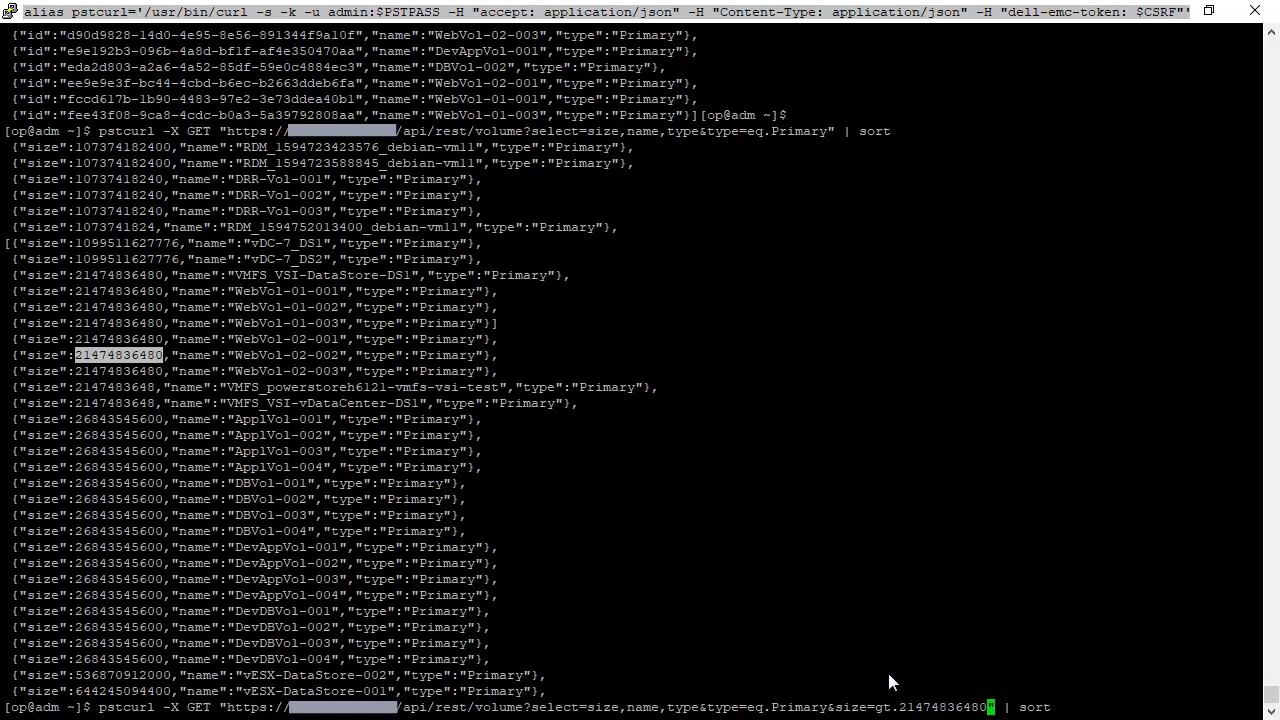 alias pstcurl='/usr/bin/curl -s -k -u admin:$PSTPASS -H "accept: application/json" -H "Content-Type: application/json" -H "dell-emc-token: $CSRF"'
{"id":"d90d9828-14d0-4e95-8e56-891344f9a10f","name":"WebVol-02-003","type":"Primary"},
{"id":"e9e192b3-096b-4a8d-bf1f-af4e350470aa","name":"DevAppVol-001","type":"Primary"},
{"id":"eda2d803-a2a6-4a52-85df-59e0c4884ec3","name":"DBVol-002","type":"Primary"},
{"id":"ee9e9e3f-bc44-4cbd-b6ec-b2663ddeb6fa","name":"WebVol-02-001","type":"Primary"},
{"id":"fccd617b-1b90-4483-97e2-3e73ddea40b1","name":"WebVol-01-001","type":"Primary"},
{"id":"fee43f08-9ca8-4cdc-b0a3-5a39792808aa","name":"WebVol-01-003","type":"Primary"}][op@adm ~]$
[op@adm ~]$ pstcurl -X GET "https:///api/rest/volume?select=size,name,type&type=eq.Primary" | sort
{"size":107374182400,"name":"RDM_1594723423576_debian-vm11","type":"Primary"},
{"size":107374182400,"name":"RDM_1594723588845_debian-vm11","type":"Primary"},
{"size":10737418240,"name":"DRR-Vol-001","type":"Primary"},
{"size":10737418240,"name":"DRR-Vol-002","type":"Primary"},
{"size":10737418240,"name":"DRR-Vol-003","type":"Primary"},
{"size":1073741824,"name":"RDM_1594752013400_debian-vm11","type":"Primary"},
[{"size":1099511627776,"name":"vDC-7_DS1","type":"Primary"},
{"size":1099511627776,"name":"vDC-7_DS2","type":"Primary"},
{"size":21474836480,"name":"VMFS_VSI-DataStore-DS1","type":"Primary"},
{"size":21474836480,"name":"WebVol-01-001","type":"Primary"},
{"size":21474836480,"name":"WebVol-01-002","type":"Primary"},
{"size":21474836480,"name":"WebVol-01-003","type":"Primary"}]
{"size":21474836480,"name":"WebVol-02-001","type":"Primary"},
{"size":21474836480,"name":"WebVol-02-002","type":"Primary"},
{"size":21474836480,"name":"WebVol-02-003","type":"Primary"},
{"size":2147483648,"name":"VMFS_powerstoreh6121-vmfs-vsi-test","type":"Primary"},
{"size":2147483648,"name":"VMFS_VSI-vDataCenter-DS1","type":"Primary"},
{"size":26843545600,"name":"ApplVol-001","type":"Primary"},
{"size":26843545600,"name":"ApplVol-002","type":"Primary"},
{"size":26843545600,"name":"ApplVol-003","type":"Primary"},
{"size":26843545600,"name":"ApplVol-004","type":"Primary"},
{"size":26843545600,"name":"DBVol-001","type":"Primary"},
{"size":26843545600,"name":"DBVol-002","type":"Primary"},
{"size":26843545600,"name":"DBVol-003","type":"Primary"},
{"size":26843545600,"name":"DBVol-004","type":"Primary"},
{"size":26843545600,"name":"DevAppVol-001","type":"Primary"},
{"size":26843545600,"name":"DevAppVol-002","type":"Primary"},
{"size":26843545600,"name":"DevAppVol-003","type":"Primary"},
{"size":26843545600,"name":"DevAppVol-004","type":"Primary"},
{"size":26843545600,"name":"DevDBVol-001","type":"Primary"},
{"size":26843545600,"name":"DevDBVol-002","type":"Primary"},
{"size":26843545600,"name":"DevDBVol-003","type":"Primary"},
{"size":26843545600,"name":"DevDBVol-004","type":"Primary"},
{"size":536870912000,"name":"vESX-DataStore-002","type":"Primary"},
{"size":644245094400,"name":"vESX-DataStore-001","type":"Primary"},
[op@adm ~]$ pstcurl -X GET "https:///api/rest/volume?select=size,name,type&type=eq.Primary&size=gt.21474836480" | sort